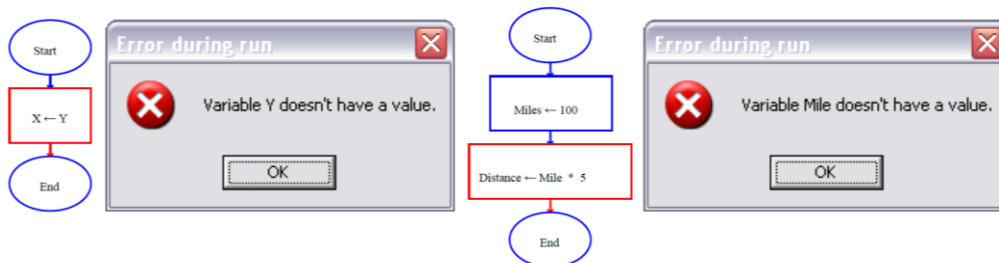 Start
X ← Y
End
Error during run
Variable Y doesn't have a value.
OK
Start
Miles ← 100
Distance ← Mile * 5
End
Error during run
Variable Mile doesn't have a value.
OK